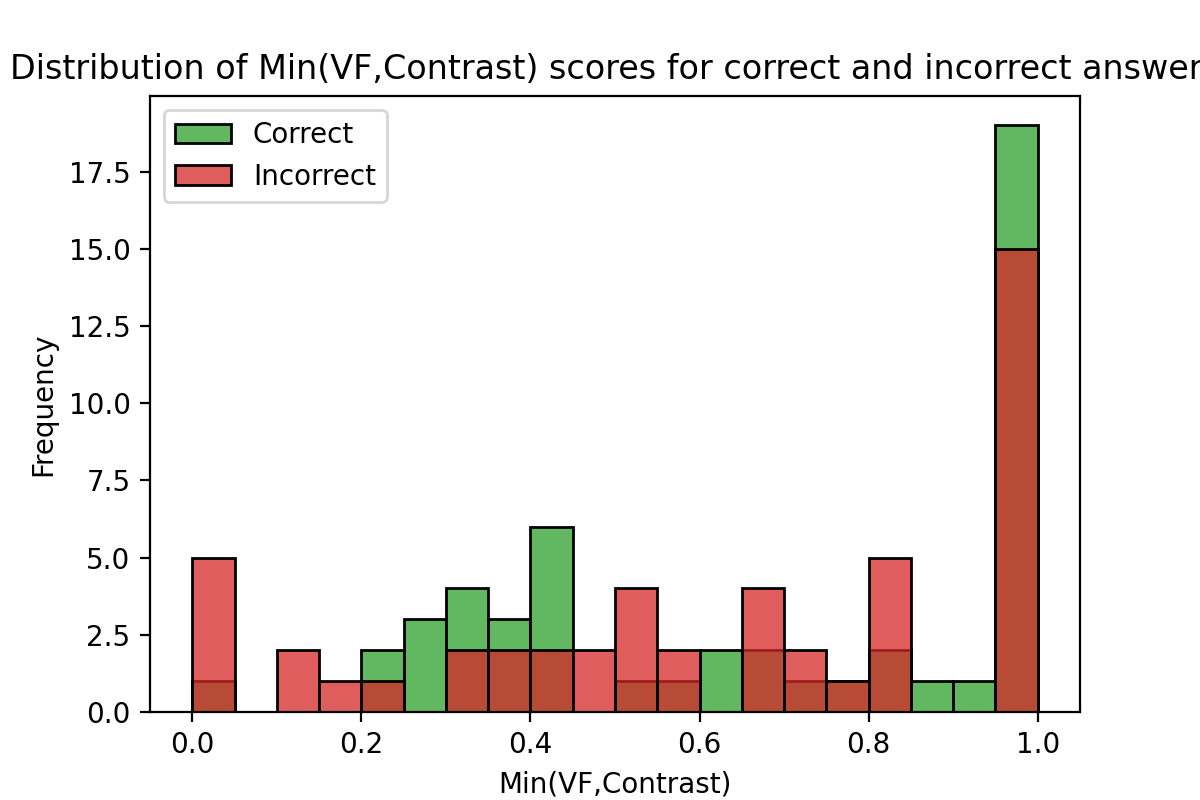 Distribution of Min(VF,Contrast) scores for correct and incorrect answer
Correct
Incorrect
17.5
15.0
12.5
10.0
7.5
5.0
2.5
0.0
Frequency
0.0 0.2 0.4 0.6 0.8 1.0
Min(VF,Contrast)